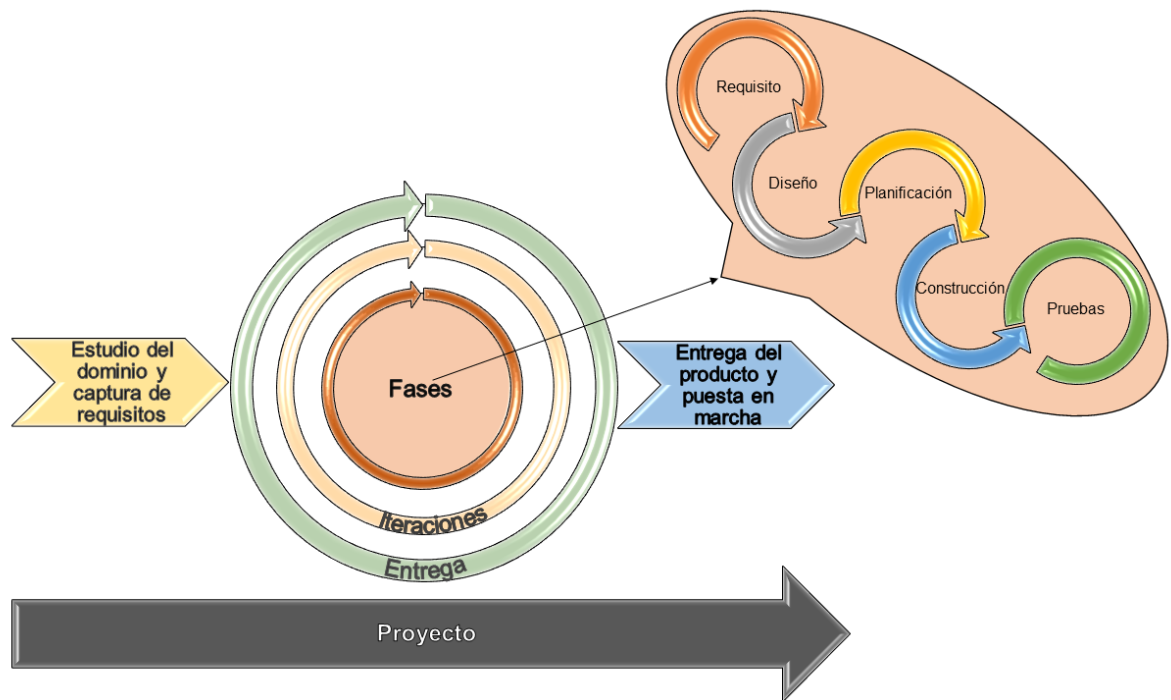 Requisito
Diseño
Planificación
Construcción
Pruebas
Estudio del
dominio y
captura de
requisitos
Fases
Iteraciones
Entrega
Entrega del
producto y
puesta en
marcha
Proyecto